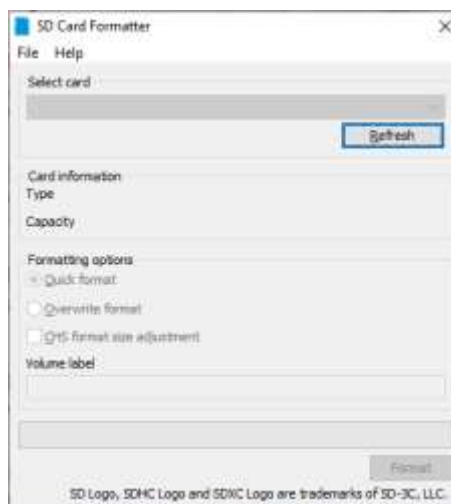 SD Card Formatter
File Help
Select card
Refresh
Card information
Type
Capacity
Formatting options
Quick format
Overwrite format
CHS format size adjustment
Volume label
Format
SD Logo, SDHC Logo and SDXC Logo are trademarks of SD-3C, LLC.